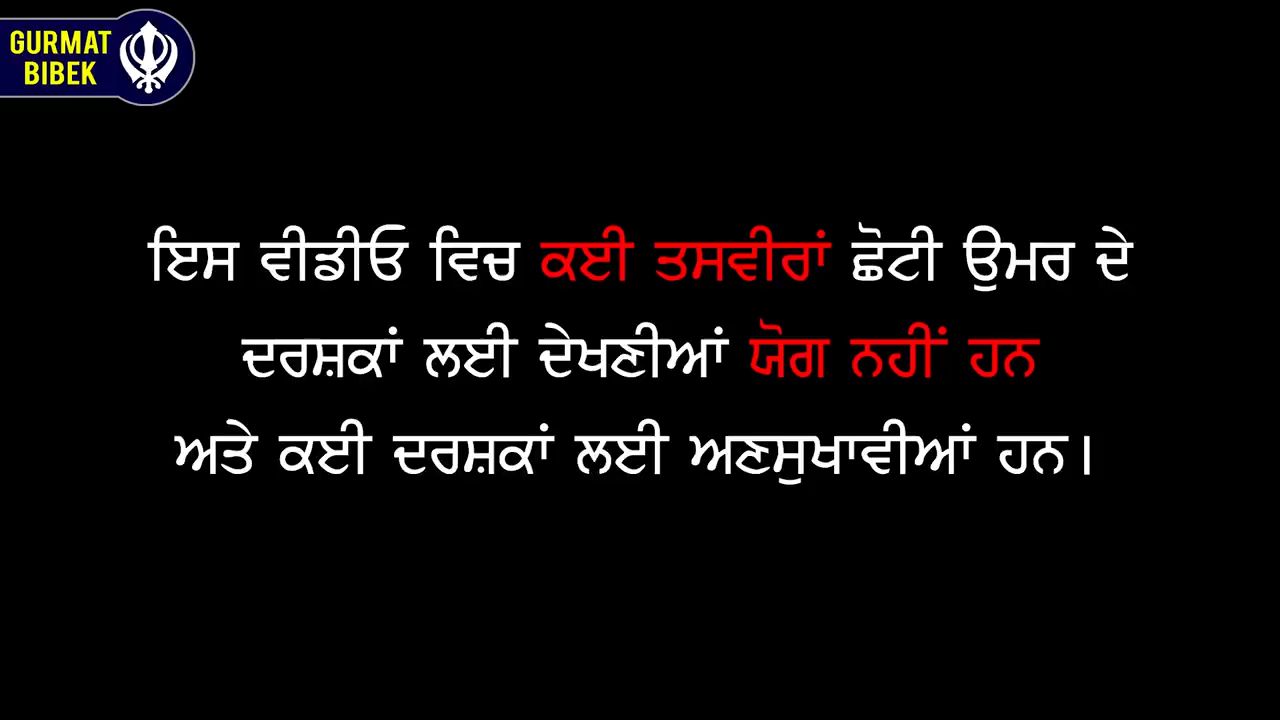 GURMAT
BIBEK
ਇਸ ਵੀਡੀਓ ਵਿਚ ਕਈ ਤਸਵੀਰਾਂ ਛੋਟੀ ਉਮਰ ਦੇ
ਦਰਸ਼ਕਾਂ ਲਈ ਦੇਖਣੀਆਂ ਯੋਗ ਨਹੀਂ ਹਨ
ਅਤੇ ਕਈ ਦਰਸ਼ਕਾਂ ਲਈ ਅਣਸੁਖਾਵੀਆਂ ਹਨ।